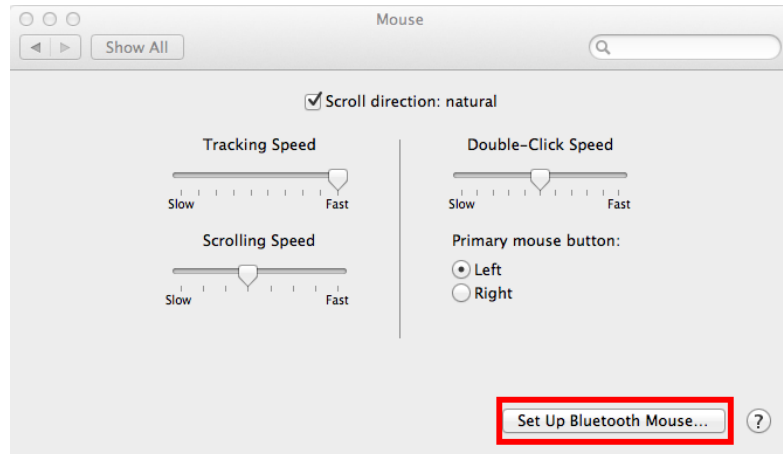 Mouse
Show All
Scroll direction: natural
Tracking Speed
Slow Fast
Scrolling Speed
Slow Fast
Double-Click Speed
Slow Fast
Primary mouse button:
Left
Right
Set Up Bluetooth Mouse... ?